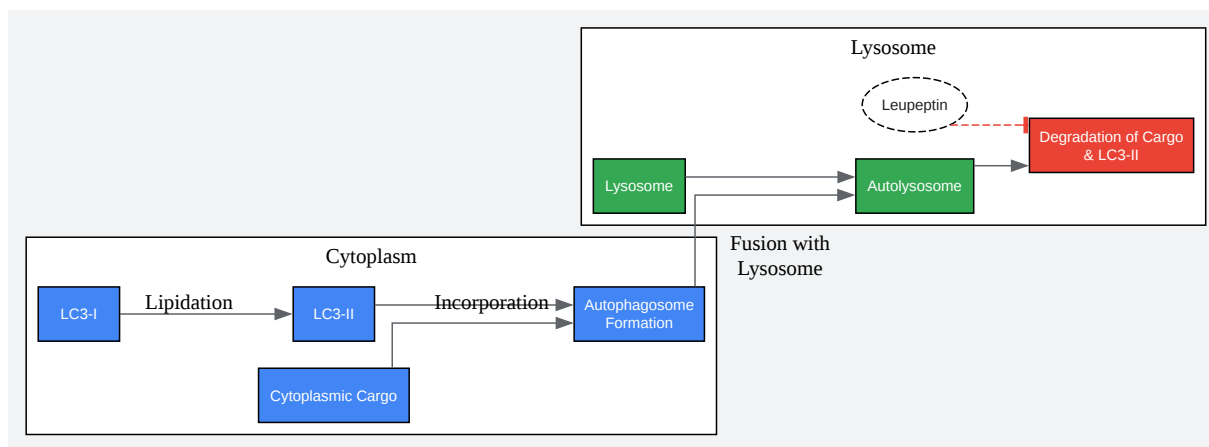 Lysosome
Leupeptin
Degradation of Cargo
& LC3-II
Lysosome
Autolysosome
Fusion with
Lysosome
Cytoplasm
LC3-I
Lipidation
LC3-II
Incorporation
Autophagosome
Formation
Cytoplasmic Cargo